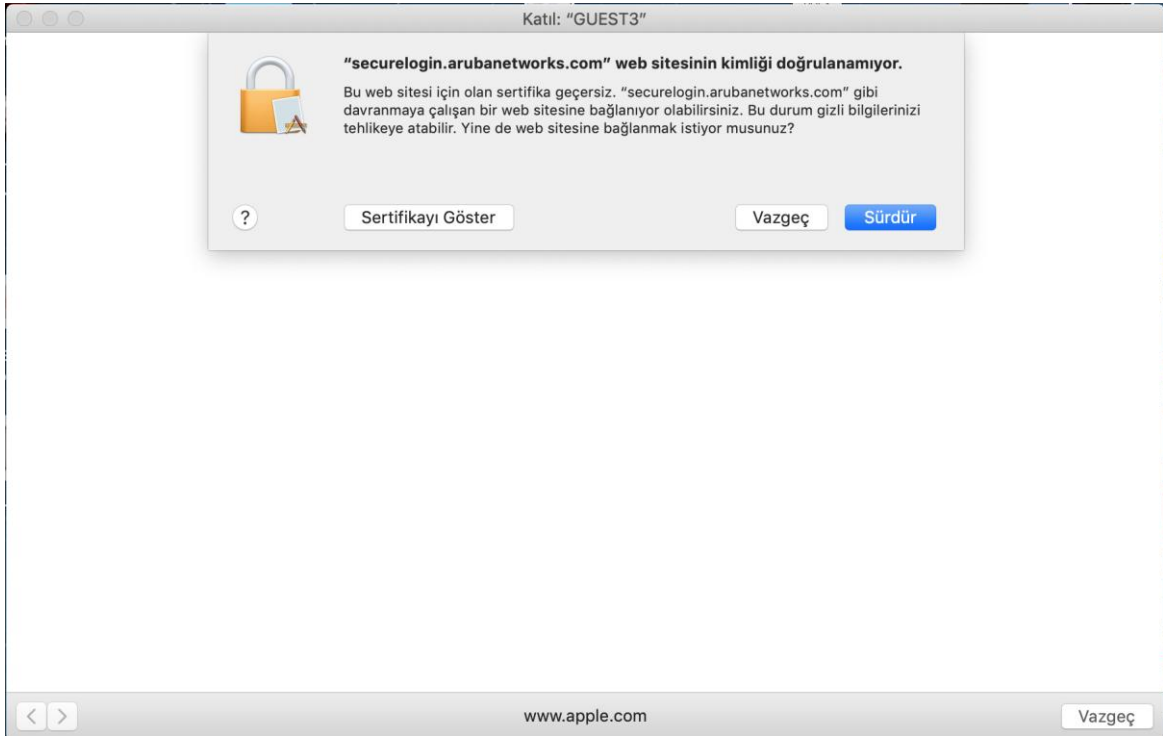 Katıl: “GUEST3”
“securelogin.arubanetworks.com” web sitesinin kimliği doğrulanamıyor.
Bu web sitesi için olan sertifika geçersiz. “securelogin.arubanetworks.com” gibi
davranmaya çalışan bir web sitesine bağlanıyor olabilirsiniz. Bu durum gizli bilgilerinizi
tehlikeye atabilir. Yine de web sitesine bağlanmak istiyor musunuz?
? Sertifikayı Göster Vazgeç Sürdür
www.apple.com Vazgeç